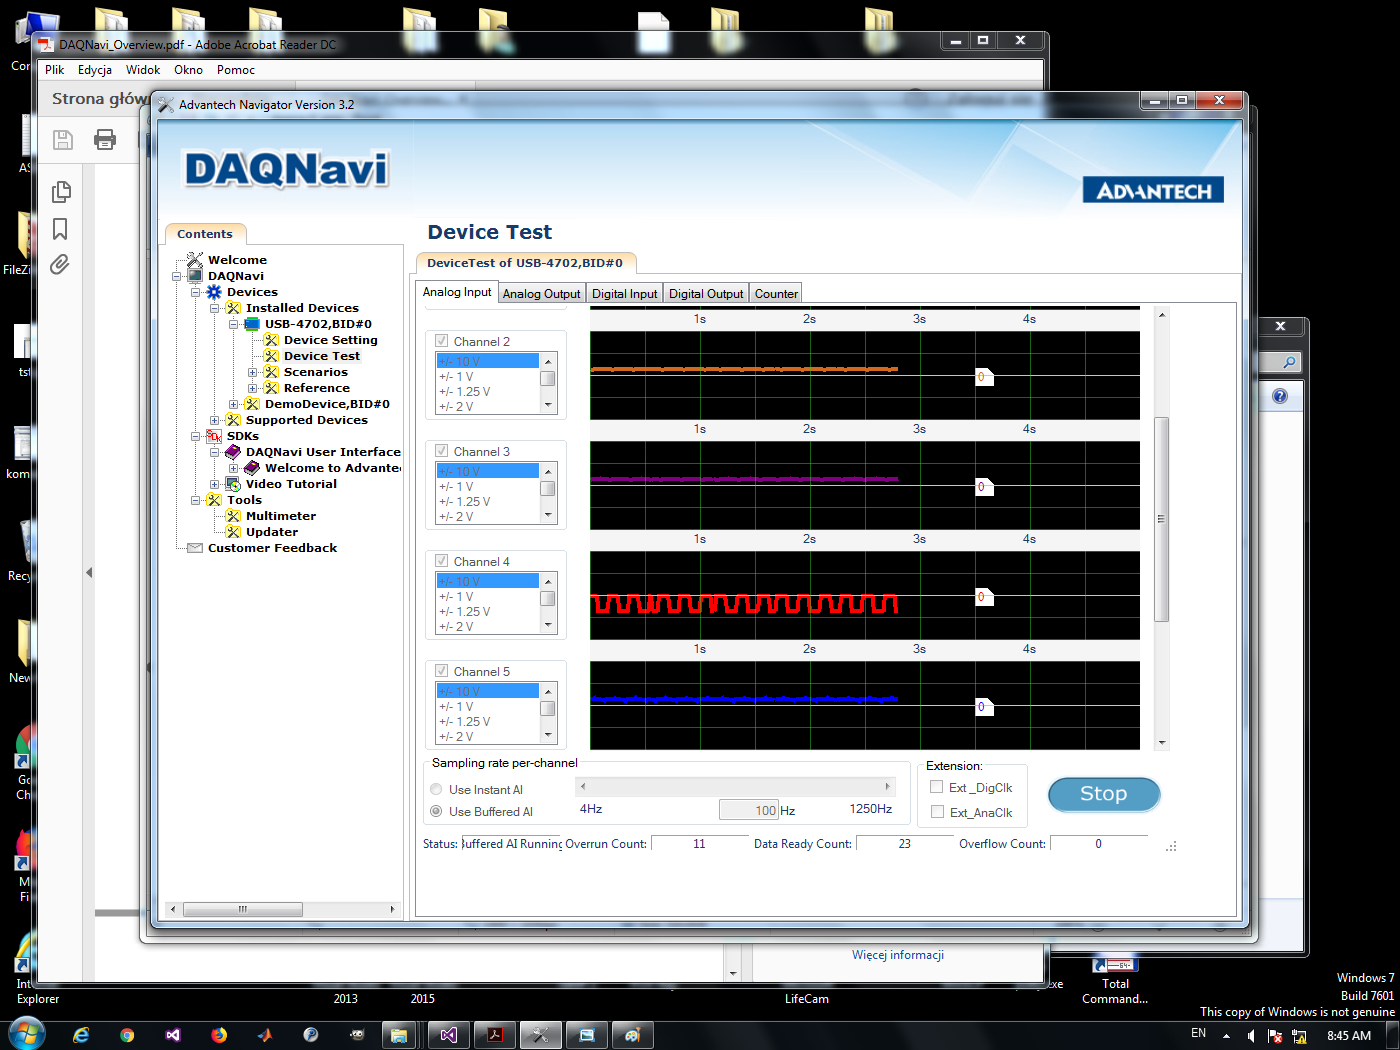 DAQNavi_Overview.pdf - Adobe Acrobat Reader DC
Plik Edycja Widok Okno Pomoc
Strona główn
Advantech Navigator Version 3.2
DAQNavi
ADVANTECH
Contents
Welcome
DAQNavi
Devices
Installed Devices
USB-4702,BID#0
Device Setting
Device Test
Scenarios
Reference
DemoDevice,BID#0
Supported Devices
SDKs
DAQNavi User Interface
Welcome to Advante
Video Tutorial
Tools
Multimeter
Updater
Customer Feedback
Device Test
DeviceTest of USB-4702,BID#0
Analog Input Analog Output Digital Input Digital Output Counter
1s 2s 3s 4s
Channel 2
+/- 10 V
+/- 1 V
+/- 1.25 V
+/- 2 V
0
1s 2s 3s 4s
Channel 3
+/- 10 V
+/- 1 V
+/- 1.25 V
+/- 2 V
0
1s 2s 3s 4s
Channel 4
+/- 10 V
+/- 1 V
+/- 1.25 V
+/- 2 V
0
1s 2s 3s 4s
Channel 5
+/- 10 V
+/- 1 V
+/- 1.25 V
+/- 2 V
0
Sampling rate per-channel
Use Instant AI
Use Buffered AI
4Hz 100 Hz 1250Hz
Extension:
Ext _DigClk
Ext_AnaClk
Stop
Status: Buffered AI Running Overrun Count: 11 Data Ready Count: 23 Overflow Count: 0
Więcej informacji
Explorer
2013
2015
LifeCam
Total
Command...
FileZi
kom
Recy
New
Windows 7
Build 7601
This copy of Windows is not genuine
EN
8:45 AM